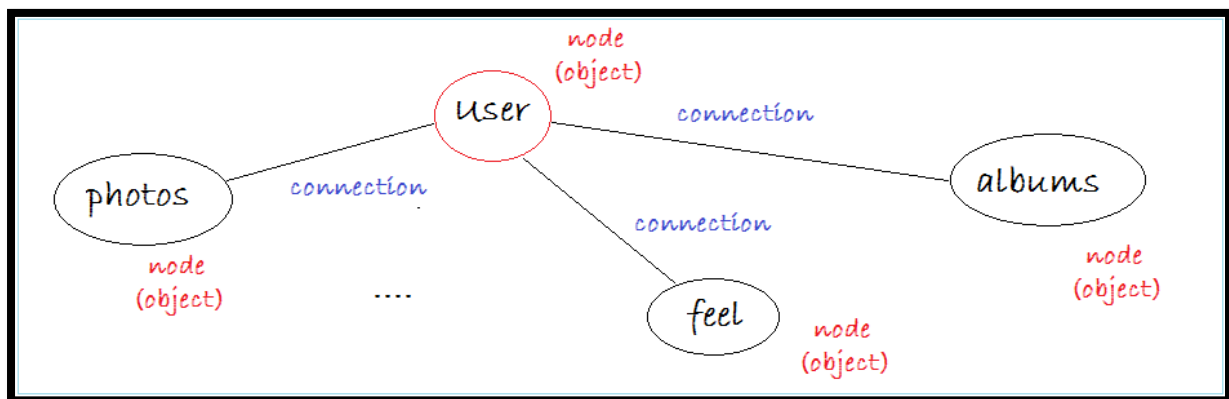 node
(object)
user
connection
photos
connection
albums
connection
node
(object)
....
feel
node
(object)
node
(object)